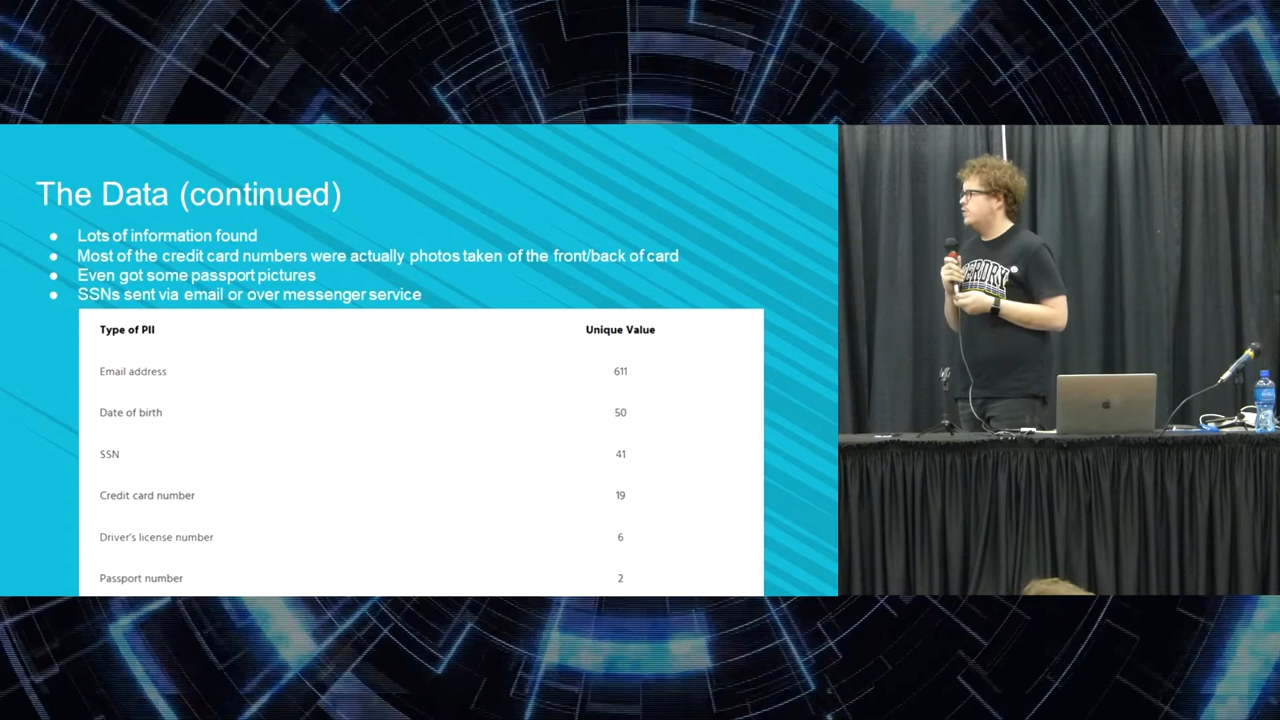 The Data (continued)
● Lots of information found
● Most of the credit card numbers were actually photos taken of the front/back of card
● Even got some passport pictures
● SSNs sent via email or over messenger service
Type of PII Unique Value
Email address 611
Date of birth 50
SSN 41
Credit card number 19
Driver's license number 6
Passport number 2